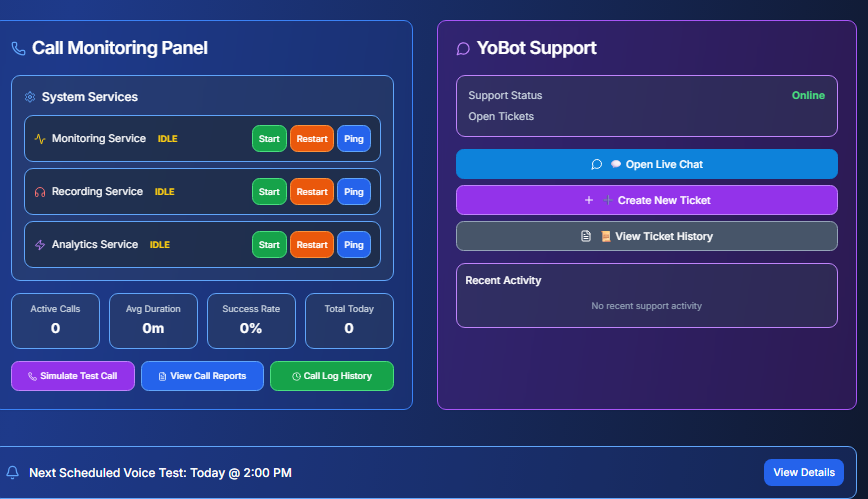 Call Monitoring Panel
System Services
Monitoring Service IDLE Start Restart Ping
Recording Service IDLE Start Restart Ping
Analytics Service IDLE Start Restart Ping
Active Calls Avg Duration Success Rate Total Today
0 0m 0% 0
Simulate Test Call View Call Reports Call Log History
YoBot Support
Support Status Online
Open Tickets
Open Live Chat
Create New Ticket
View Ticket History
Recent Activity
No recent support activity
Next Scheduled Voice Test: Today @ 2:00 PM View Details